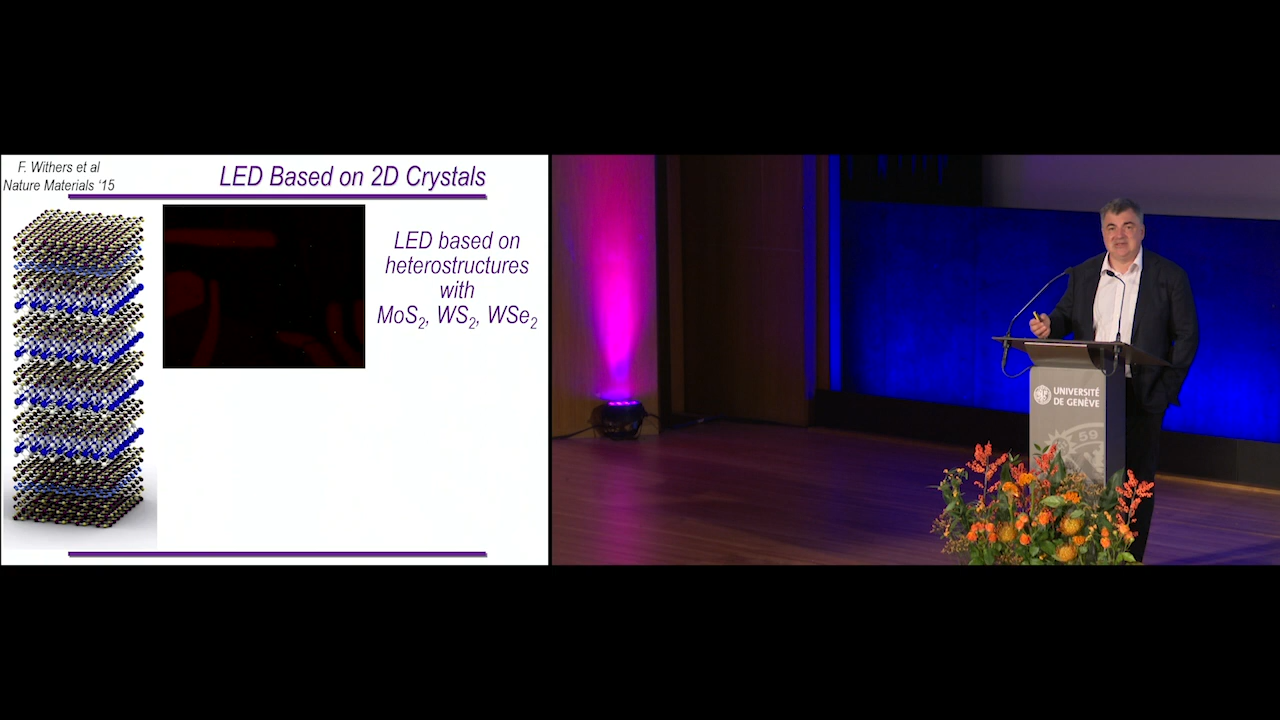 F. Withers et al
Nature Materials ‘15
LED Based on 2D Crystals
LED based on
heterostructures
with
MoS2, WS2, WSe2
UNIVERSITÉ
DE GENÈVE
59